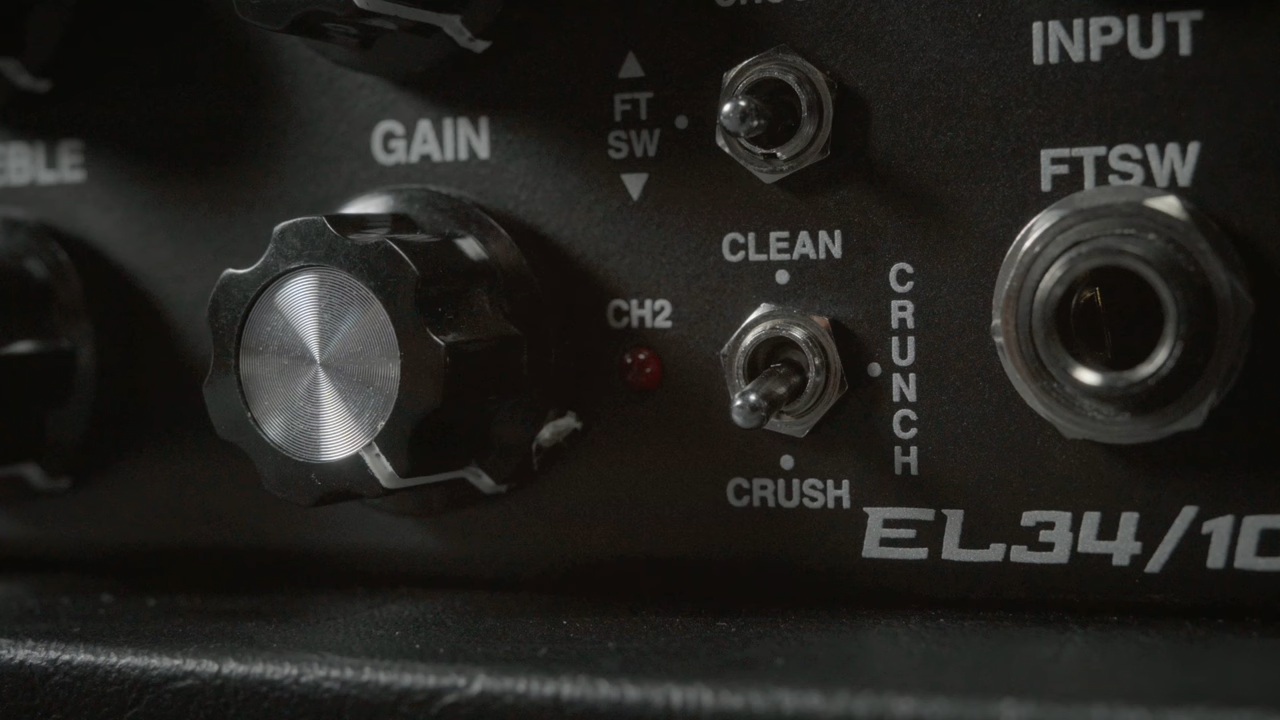 INPUT
FT
SW
GAIN
FTSW
CLEAN
CH2
CRUNCH
CRUSH
EL34/10